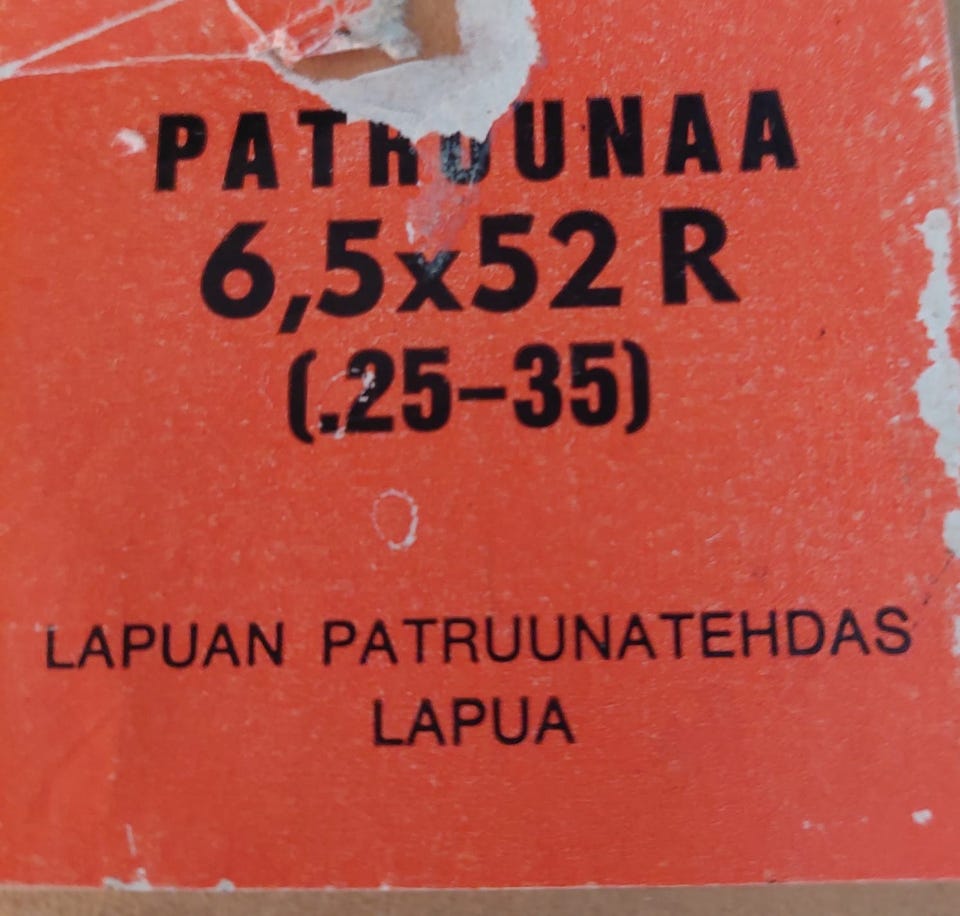 PATRUUNAA
6,5x52 R
(.25-35)
LAPUAN PATRUUNATEHDAS
LAPUA